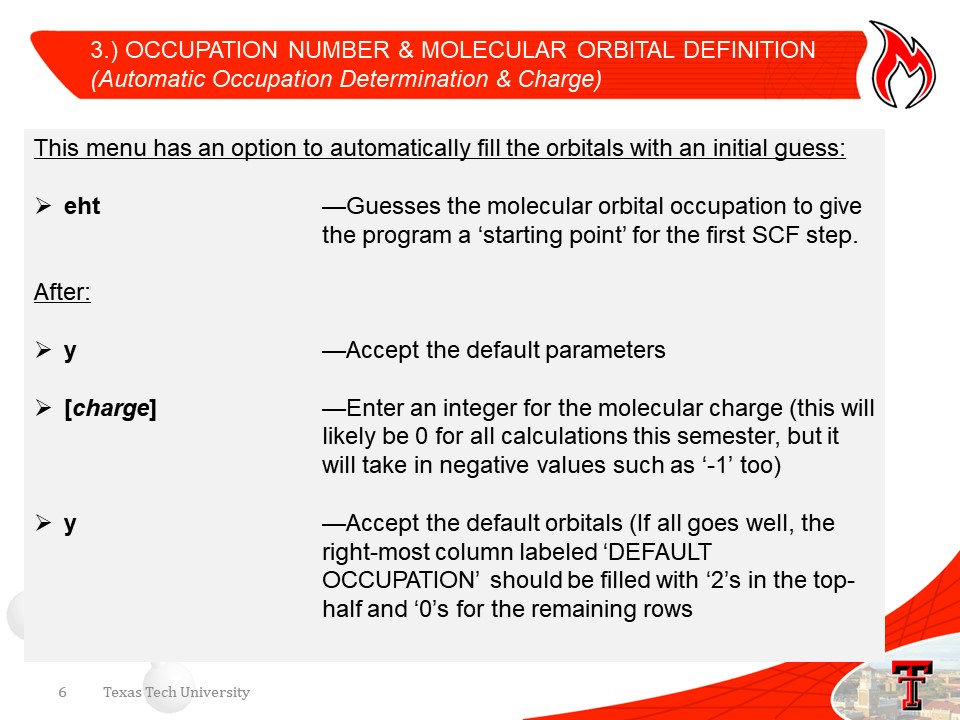 3.) OCCUPATION NUMBER & MOLECULAR ORBITAL DEFINITION
(Automatic Occupation Determination & Charge)
This menu has an option to automatically fill the orbitals with an initial guess:
➢ eht —Guesses the molecular orbital occupation to give
the program a ‘starting point’ for the first SCF step.
After:
➢ y —Accept the default parameters
➢ [charge] —Enter an integer for the molecular charge (this will
likely be 0 for all calculations this semester, but it
will take in negative values such as ‘-1’ too)
➢ y —Accept the default orbitals (If all goes well, the
right-most column labeled ‘DEFAULT
OCCUPATION’ should be filled with ‘2’s in the top-
half and ‘0’s for the remaining rows
6 Texas Tech University